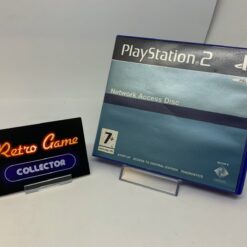 PlayStation 2
Network Access Disc
7+
Retro Game
COLLECTOR